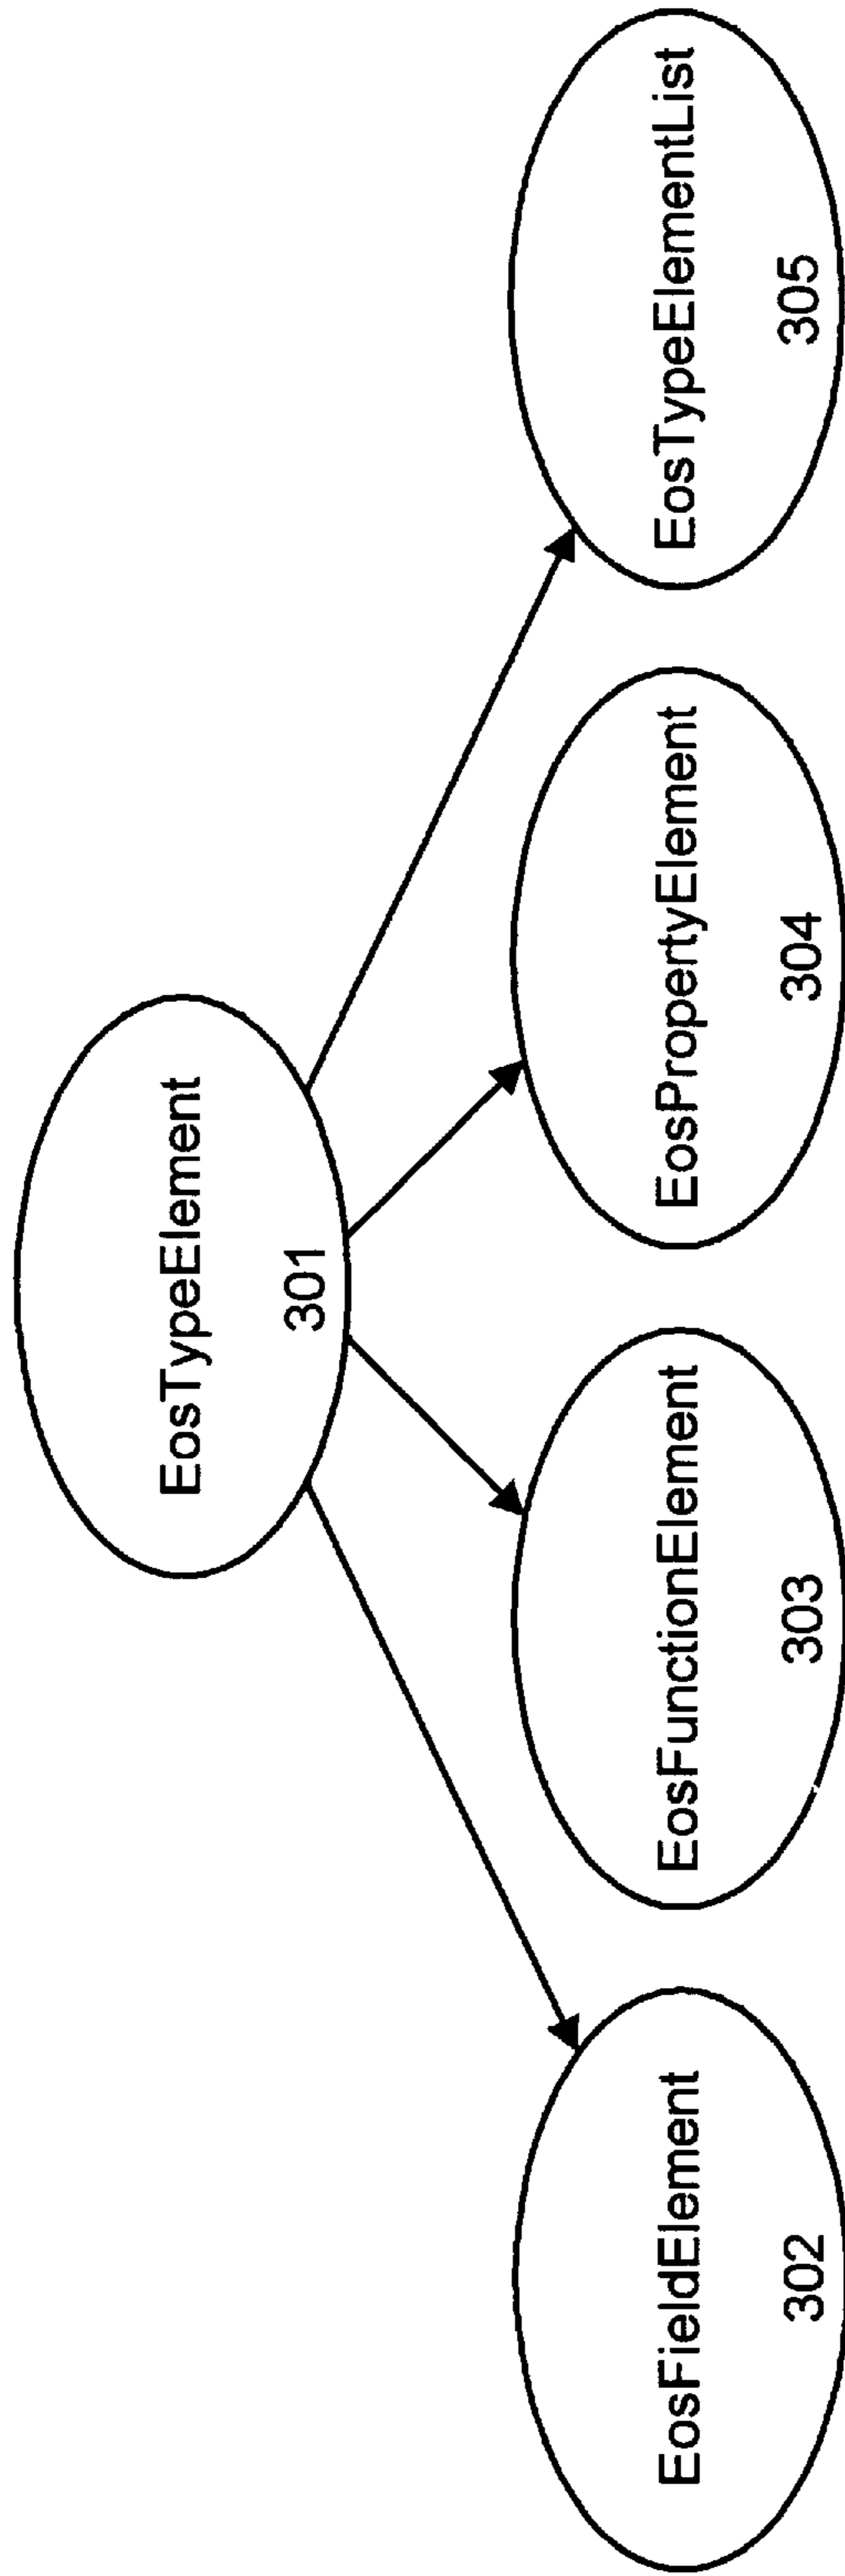 EosTypeElement
301
EosFieldElement
302
EosFunctionElement
303
EosPropertyElement
304
EosTypeElementList
305